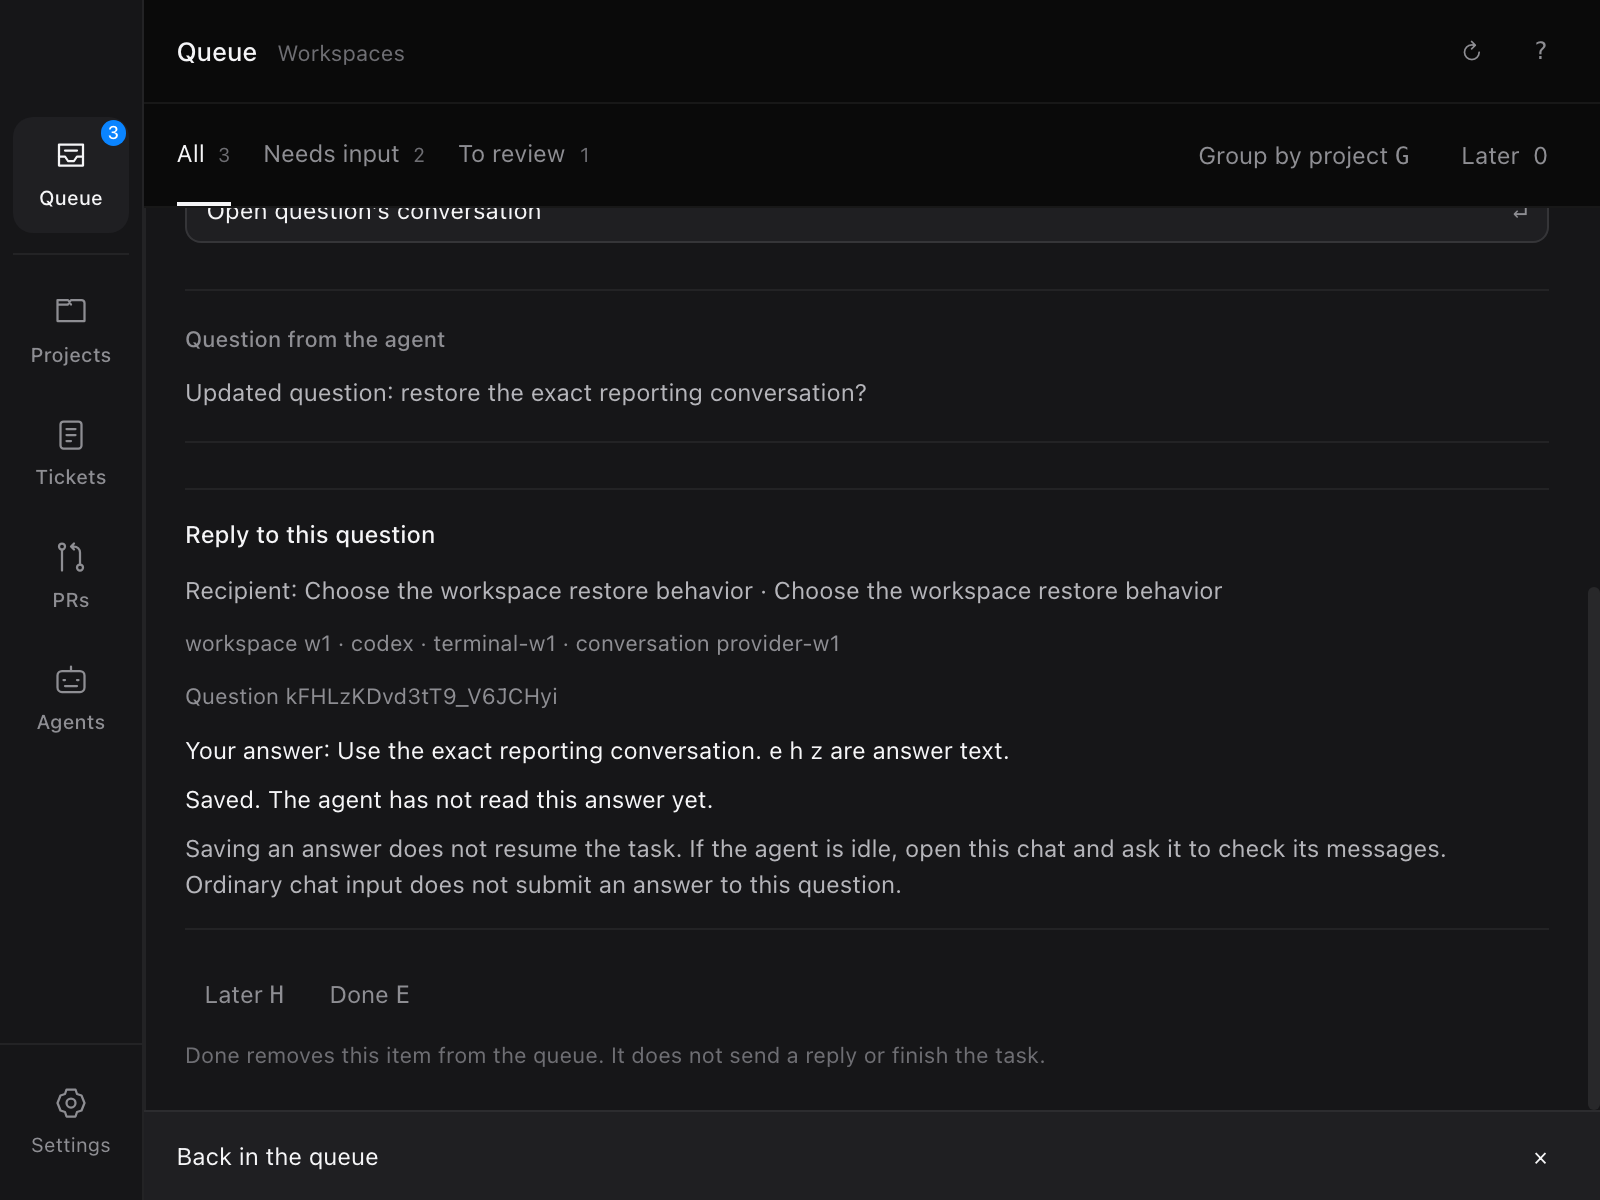 Queue Workspaces ?
3
Queue
All 3 Needs input 2 To review 1 Group by project G Later 0
Open question's conversation
Projects
Question from the agent
Updated question: restore the exact reporting conversation?
Tickets
Reply to this question
Recipient: Choose the workspace restore behavior · Choose the workspace restore behavior
PRs
workspace w1 · codex · terminal-w1 · conversation provider-w1
Question kFHLzKDvd3tT9_V6JCHyi
Agents
Your answer: Use the exact reporting conversation. e h z are answer text.
Saved. The agent has not read this answer yet.
Saving an answer does not resume the task. If the agent is idle, open this chat and ask it to check its messages.
Ordinary chat input does not submit an answer to this question.
Later H Done E
Done removes this item from the queue. It does not send a reply or finish the task.
Settings
Back in the queue ×